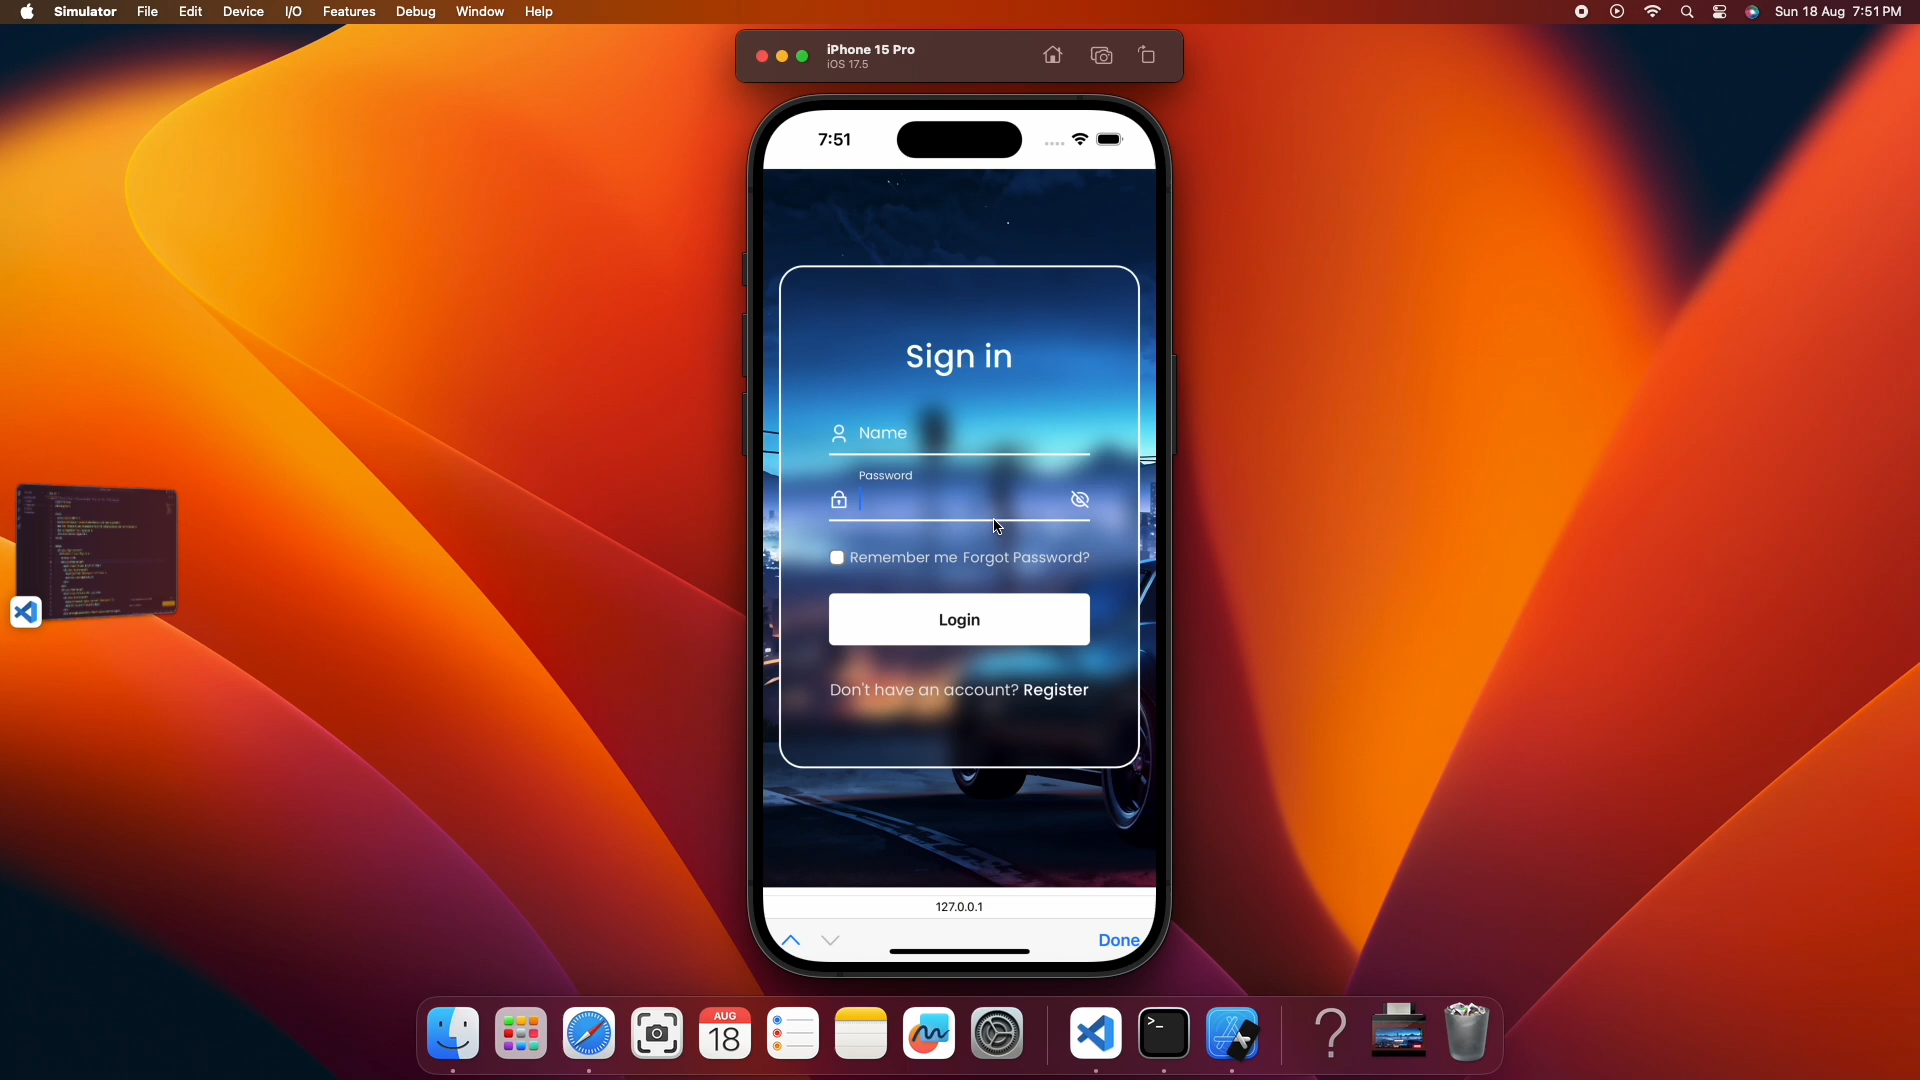 Simulator File Edit Device I/O Features Debug Window Help
Sun 18 Aug 7:51 PM
iPhone 15 Pro
iOS 17.5
7:51
Sign in
Name
Password
Remember me Forgot Password?
Login
Don't have an account? Register
127.0.0.1
Done
AUG
18